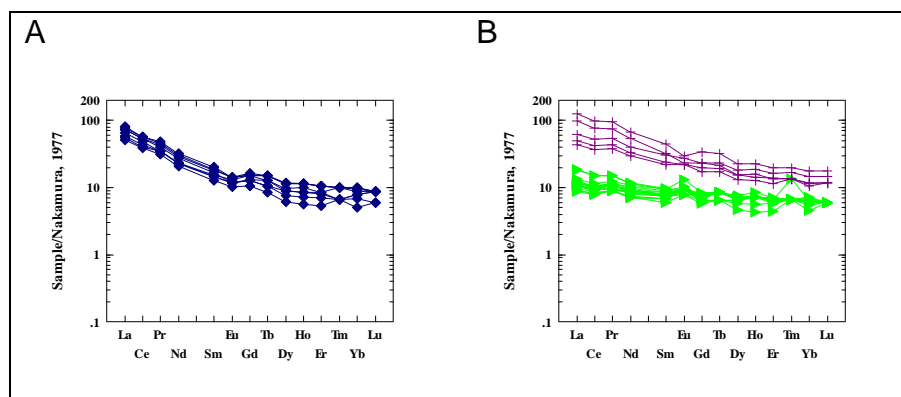 A
B
200
100
10
1
.1
Sample/Nakamura, 1977
La Pr Eu Tb Ho Tm Lu
Ce Nd Sm Gd Dy Er Yb
200
100
10
1
.1
Sample/Nakamura, 1977
La Pr Eu Tb Ho Tm Lu
Ce Nd Sm Gd Dy Er Yb